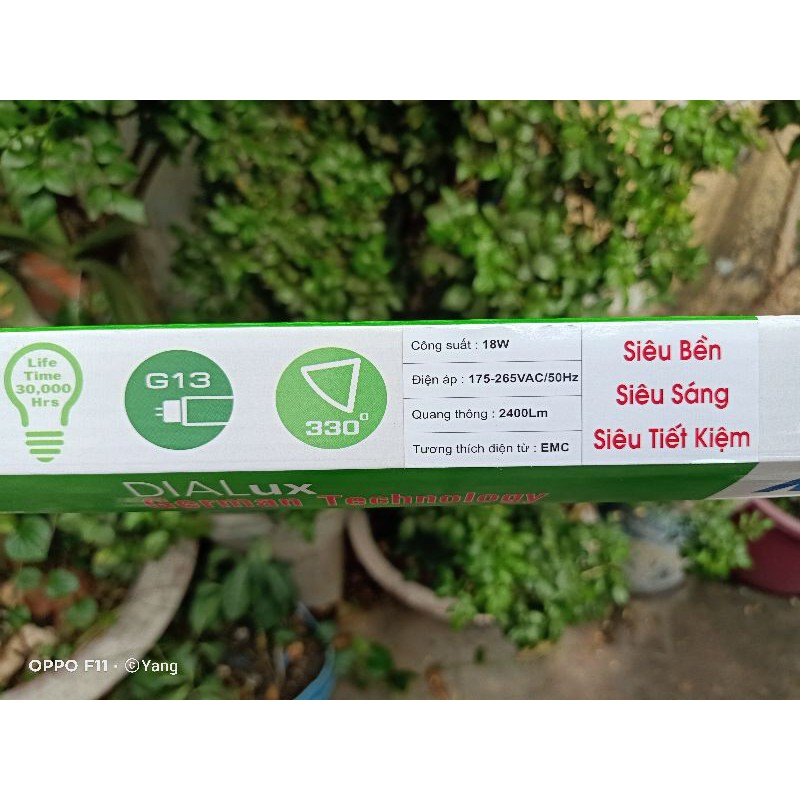 Life
Time
30,000
Hrs
G13
330°
Công suất : 18W
Điện áp : 175-265VAC/50Hz
Quang thông : 2400Lm
Tương thích điện từ : EMC
Siêu Bền
Siêu Sáng
Siêu Tiết Kiệm
DIALux
German Technology
OPPO F11 · ©Yang